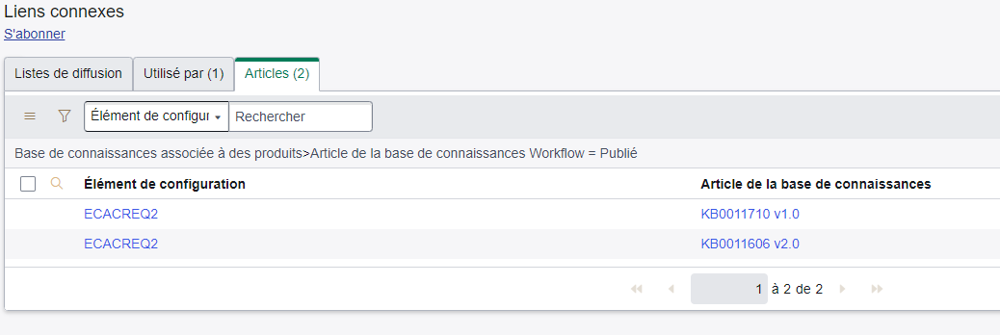 Liens connexes
S'abonner
Listes de diffusion Utilisé par (1) Articles (2)
Élément de configur Rechercher
Base de connaissances associée à des produits>Article de la base de connaissances Workflow = Publié
Élément de configuration Article de la base de connaissances
ECACREQ2 KB0011710 v1.0
ECACREQ2 KB0011606 v2.0
1 à 2 de 2